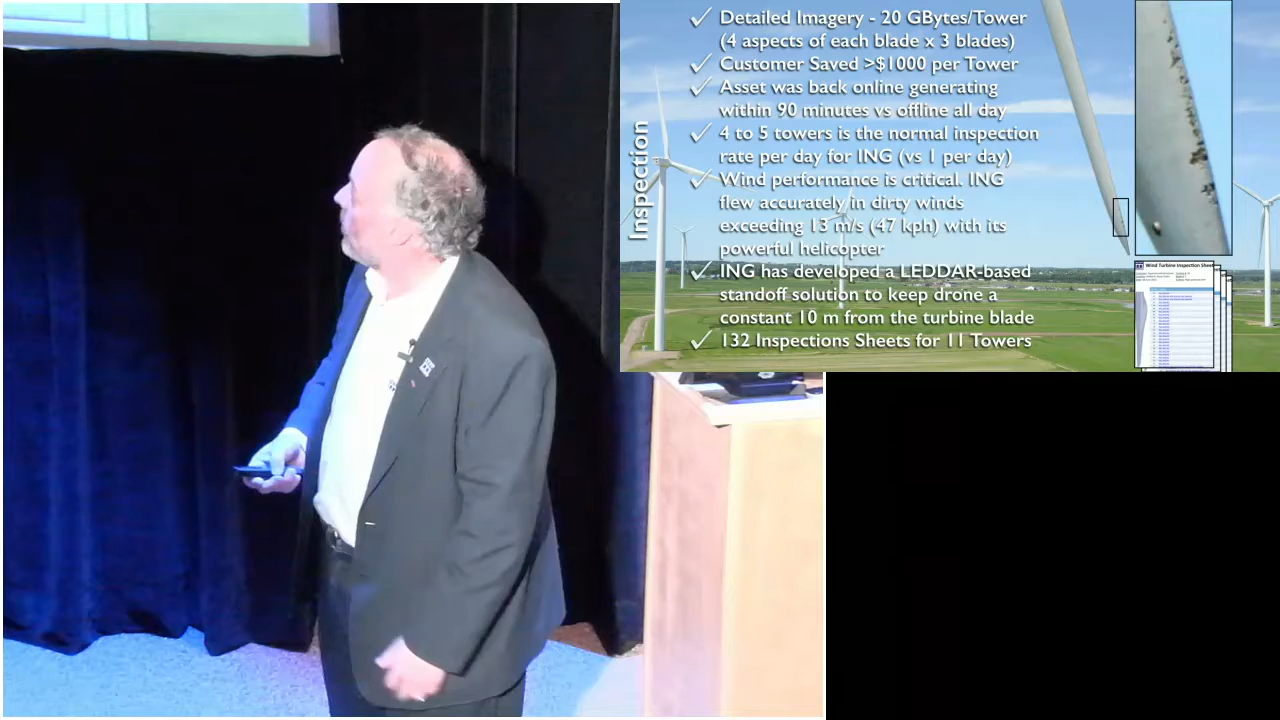 Inspection
Detailed Imagery - 20 GBytes/Tower
(4 aspects of each blade x 3 blades)
Customer Saved >$1000 per Tower
Asset was back online generating
within 90 minutes vs offline all day
4 to 5 towers is the normal inspection
rate per day for ING (vs 1 per day)
Wind performance is critical. ING
flew accurately in dirty winds
exceeding 13 m/s (47 kph) with its
powerful helicopter
ING has developed a LEDDAR-based
standoff solution to keep drone a
constant 10 m from the turbine blade
132 Inspections Sheets for 11 Towers
Wind Turbine Inspection Sheet